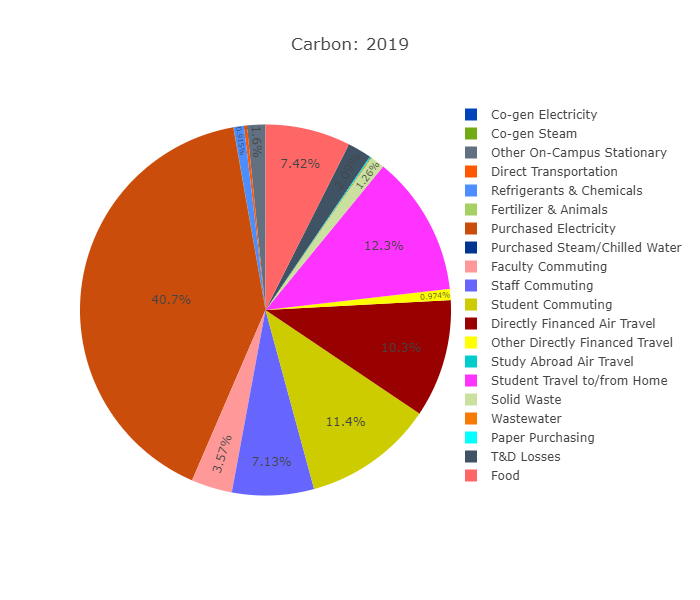 Carbon: 2019
Co-gen Electricity
Co-gen Steam
Other On-Campus Stationary
Direct Transportation
Refrigerants & Chemicals
Fertilizer & Animals
Purchased Electricity
Purchased Steam/Chilled Water
Faculty Commuting
Staff Commuting
Student Commuting
Directly Financed Air Travel
Other Directly Financed Travel
Study Abroad Air Travel
Student Travel to/from Home
Solid Waste
Wastewater
Paper Purchasing
T&D Losses
Food
7.42%
1.26%
12.3%
0.974%
10.3%
11.4%
7.13%
3.57%
40.7%
1.6%